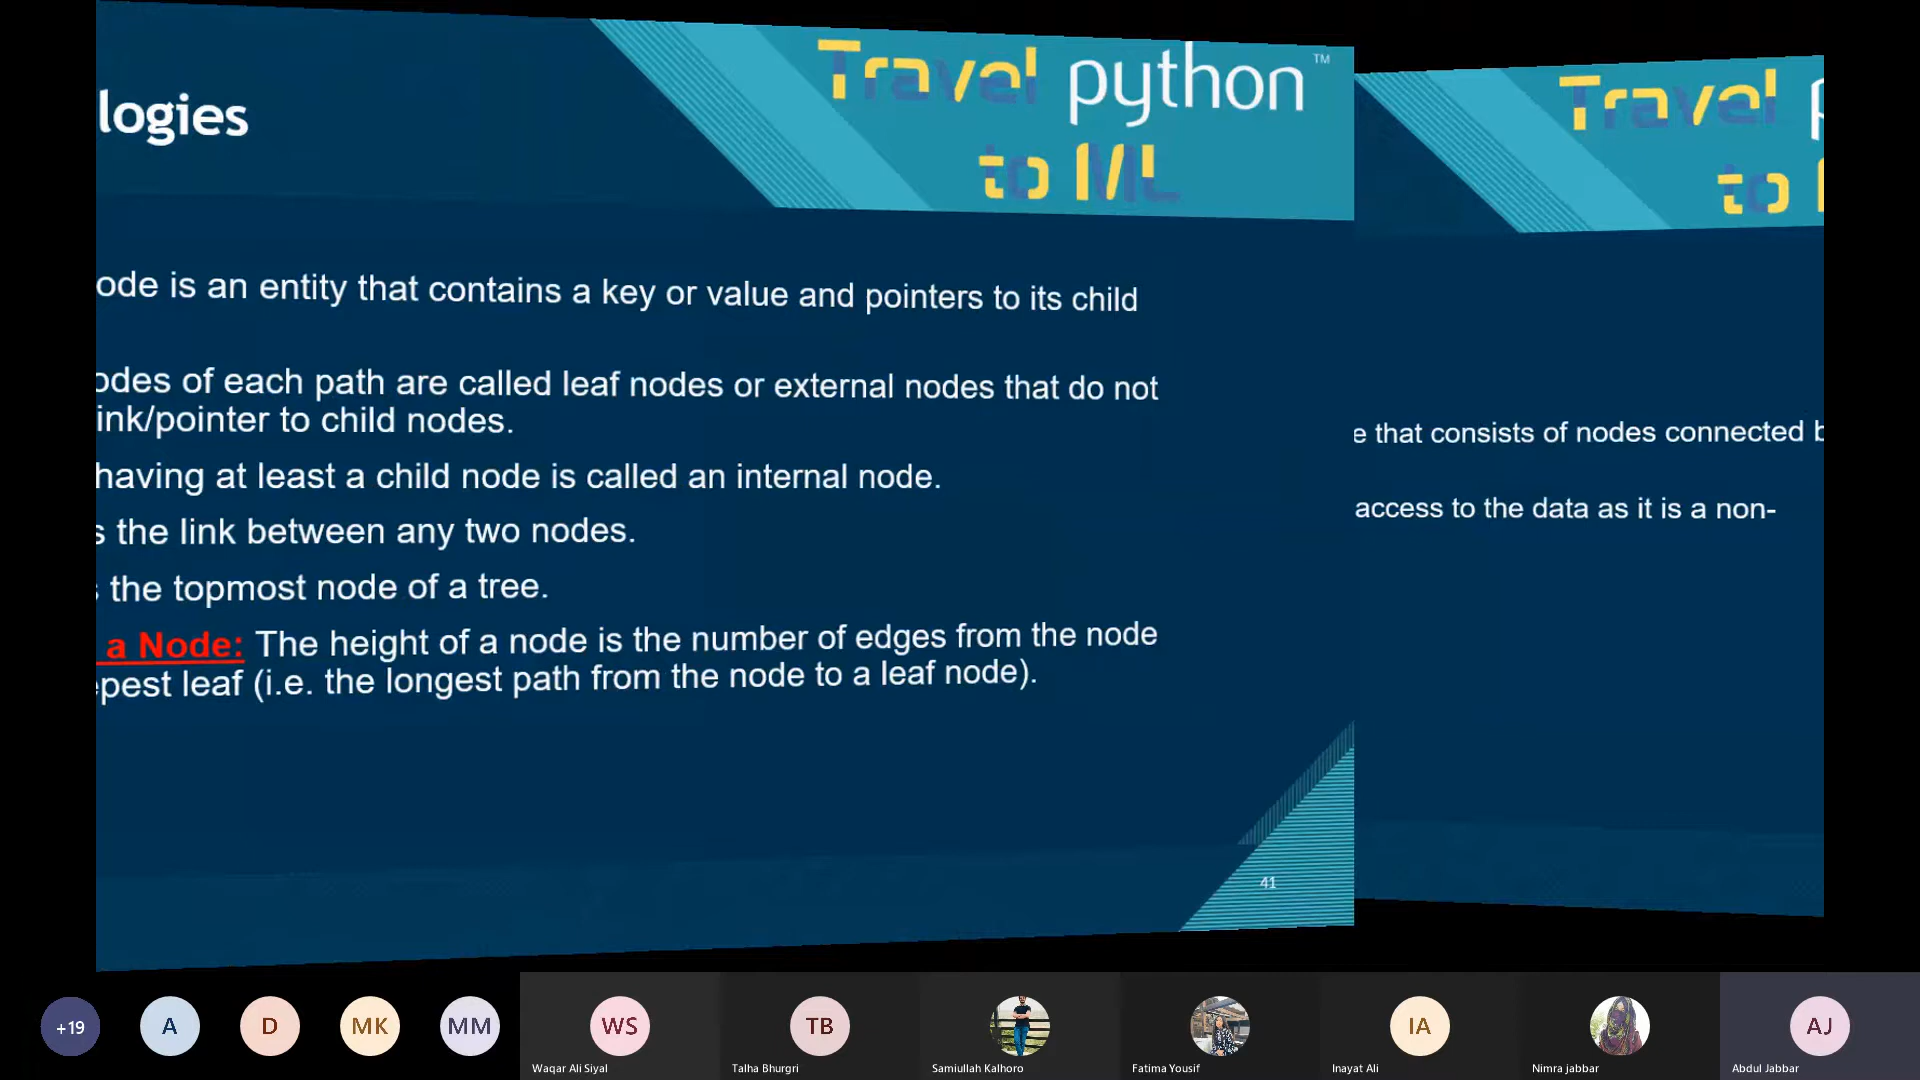 logies
Travel python™
to ML
ode is an entity that contains a key or value and pointers to its child
odes of each path are called leaf nodes or external nodes that do not
ink/pointer to child nodes.
having at least a child node is called an internal node.
s the link between any two nodes.
the topmost node of a tree.
a Node: The height of a node is the number of edges from the node
pest leaf (i.e. the longest path from the node to a leaf node).
41
Travel
to
e that consists of nodes connected
access to the data as it is a non-
+19
A
D
MK
MM
WS
Waqar Ali Siyal
TB
Talha Bhurgri
Samiullah Kalhoro
Fatima Yousif
IA
Inayat Ali
Nimra jabbar
AJ
Abdul Jabbar